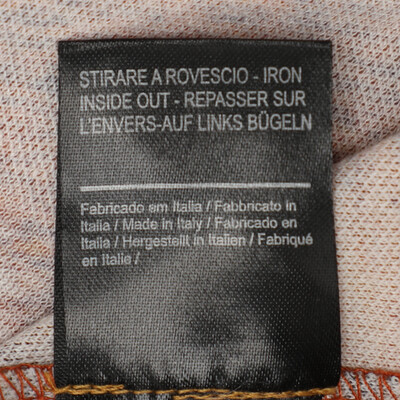 STIRARE A ROVESCIO - IRON
INSIDE OUT - REPASSER SUR
L'ENVERS-AUF LINKS BÜGELN
Fabricado em Italia / Fabbricato in
Italia / Made in Italy / Fabricado en
Italia / Hergestellt in Italien / Fabriqué
en Italie /